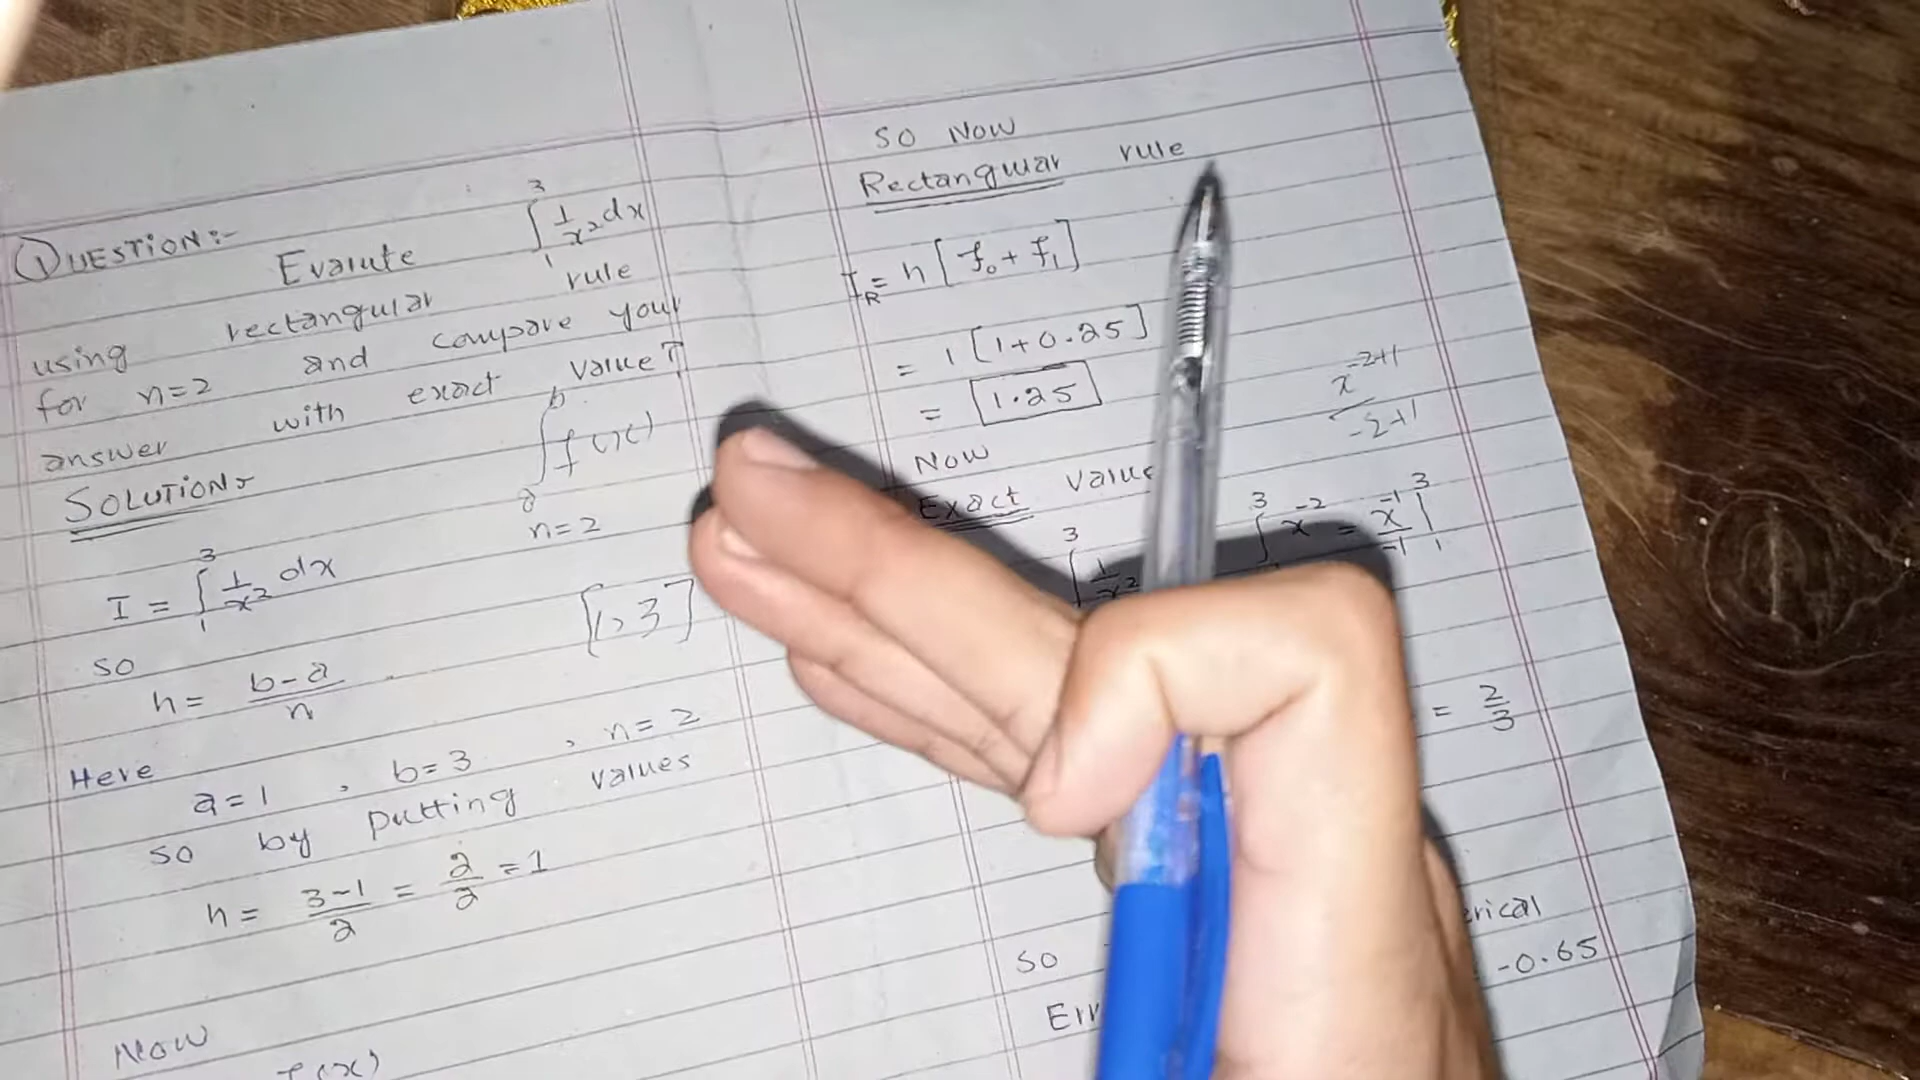 QUESTION:-
Evalute ∫₁³ 1/x² dx
using rectangular rule
for n=2 and compare your
answer with exact value?
SOLUTION:-
∫ₐᵇ f(x)
n=2
I = ∫₁³ 1/x² dx
[1,3]
so
h = b-a/n
Here
a=1 , b=3 , n=2
so by putting values
h = 3-1/2 = 2/2 = 1
Now
f(x)
SO NOW
Rectangular rule
I_R = h[f₀+f₁]
= 1[1+0.25]
= 1.25
x⁻²⁺¹/-2+1
Now
Exact value
∫³ 1/x² ∫³ x⁻² = x⁻¹/-1 |₁³
= 2/3
so
-0.65